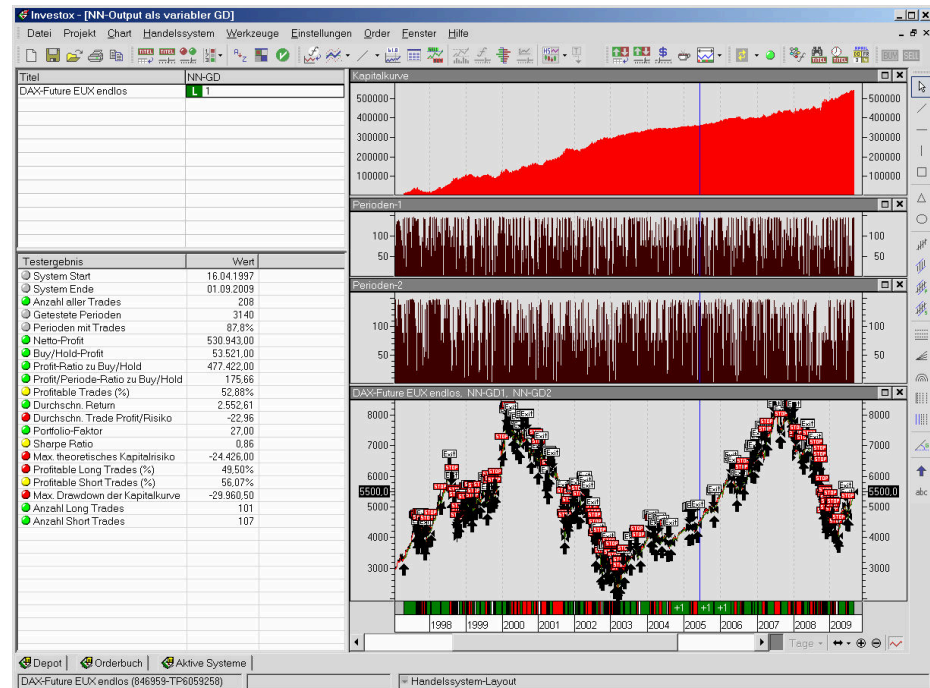 Investox - [NN-Output als variabler GD]
Datei Projekt Chart Handelssystem Werkzeuge Einstellungen Order Fenster Hilfe
Titel NN-GD
DAX-Future EUX endlos L 1
Kapitalkurve
500000 500000
400000 400000
300000 300000
200000 200000
100000 100000
Perioden-1
100 100
50 50
Perioden-2
100 100
50 50
Testergebnis Wert
System Start 16.04.1997
System Ende 01.09.2009
Anzahl aller Trades 208
Getestete Perioden 3140
Perioden mit Trades 87,8%
Netto-Profit 530.943,00
Buy/Hold-Profit 53.521,00
Profit-Ratio zu Buy/Hold 477.422,00
Profit/Periode-Ratio zu Buy/Hold 175,66
Profitable Trades (%) 52,88%
Durchschn. Return 2.552,61
Durchschn. Trade Profit/Risiko -22,96
Portfolio-Faktor 27,00
Sharpe Ratio 0,86
Max. theoretisches Kapitalrisiko -24.426,00
Profitable Long Trades (%) 49,50%
Profitable Short Trades (%) 56,07%
Max. Drawdown der Kapitalkurve -29.960,50
Anzahl Long Trades 101
Anzahl Short Trades 107
DAX-Future EUX endlos, NN-GD1, NN-GD2
8000 8000
7000 7000
6000 6000
5500,0 5500,0
5000 5000
4000 4000
3000 3000
+1 +1 +1
1998 1999 2000 2001 2002 2003 2004 2005 2006 2007 2008 2009
Tage
abc
Depot Orderbuch Aktive Systeme
DAX-Future EUX endlos (846959-TP6059258) Handelssystem-Layout